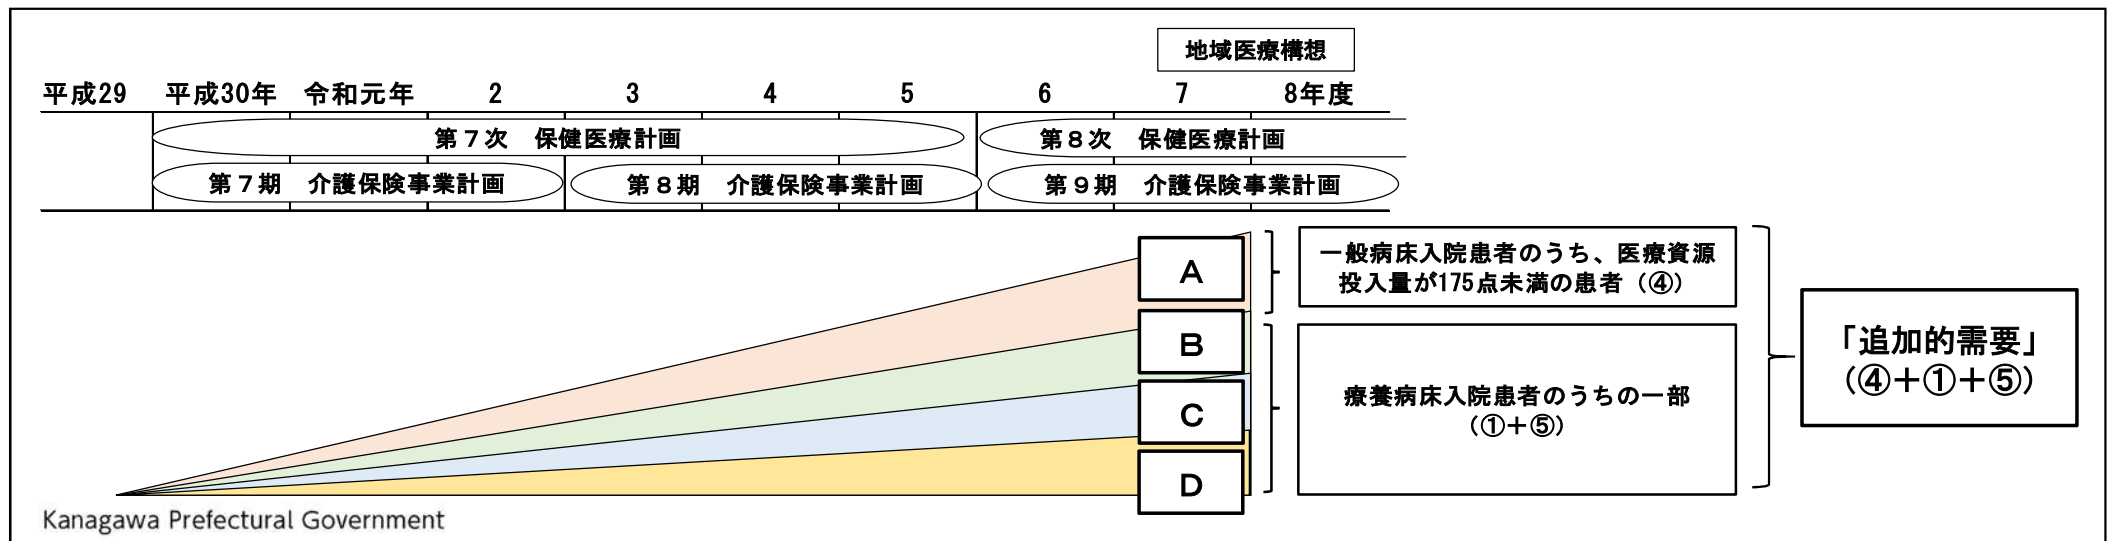 地域医療構想
平成29 平成30年 令和元年 2 3 4 5 6 7 8年度
第７次　保健医療計画 第８次　保健医療計画
第７期　介護保険事業計画 第８期　介護保険事業計画 第９期　介護保険事業計画
A
B
C
D
一般病床入院患者のうち、医療資源
投入量が175点未満の患者（④）
療養病床入院患者のうちの一部
（①＋⑤）
「追加的需要」
（④＋①＋⑤）
Kanagawa Prefectural Government